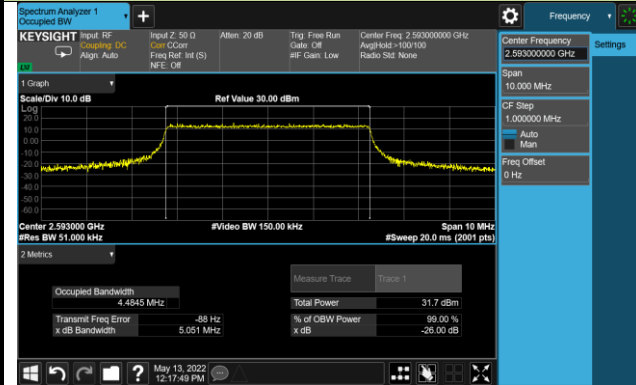 Spectrum Analyzer 1
Occupied BW
Frequency
KEYSIGHT
Input: RF
Coupling: DC
Align: Auto
Input Z: 50 Ω
Corr CCorr
Freq Ref: Int (S)
NFE: Off
Atten: 20 dB
Trig: Free Run
Gate: Off
#IF Gain: Low
Center Freq: 2.593000000 GHz
Avg|Hold:>100/100
Radio Std: None
Center Frequency
2.593000000 GHz
Settings
Span
10.000 MHz
CF Step
1.000000 MHz
Auto
Man
Freq Offset
0 Hz
1 Graph
Scale/Div 10.0 dB
Ref Value 30.00 dBm
Log
20.0
10.0
0.00
-10.0
-20.0
-30.0
-40.0
-50.0
-60.0
Center 2.593000 GHz
#Video BW 150.00 kHz
Span 10 MHz
#Res BW 51.000 kHz
#Sweep 20.0 ms (2001 pts)
2 Metrics
Measure Trace
Trace 1
Occupied Bandwidth
4.4845 MHz
Total Power
31.7 dBm
Transmit Freq Error
-88 Hz
% of OBW Power
99.00 %
x dB Bandwidth
5.051 MHz
x dB
-26.00 dB
May 13, 2022
12:17:49 PM